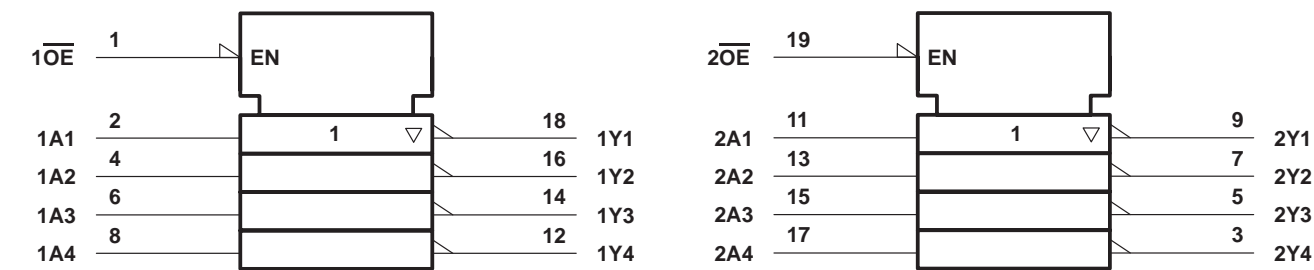 1O̅E̅ 1 EN 2O̅E̅ 19 EN
1A1 2 1 18 1Y1 2A1 11 1 9 2Y1
1A2 4 16 1Y2 2A2 13 7 2Y2
1A3 6 14 1Y3 2A3 15 5 2Y3
1A4 8 12 1Y4 2A4 17 3 2Y4